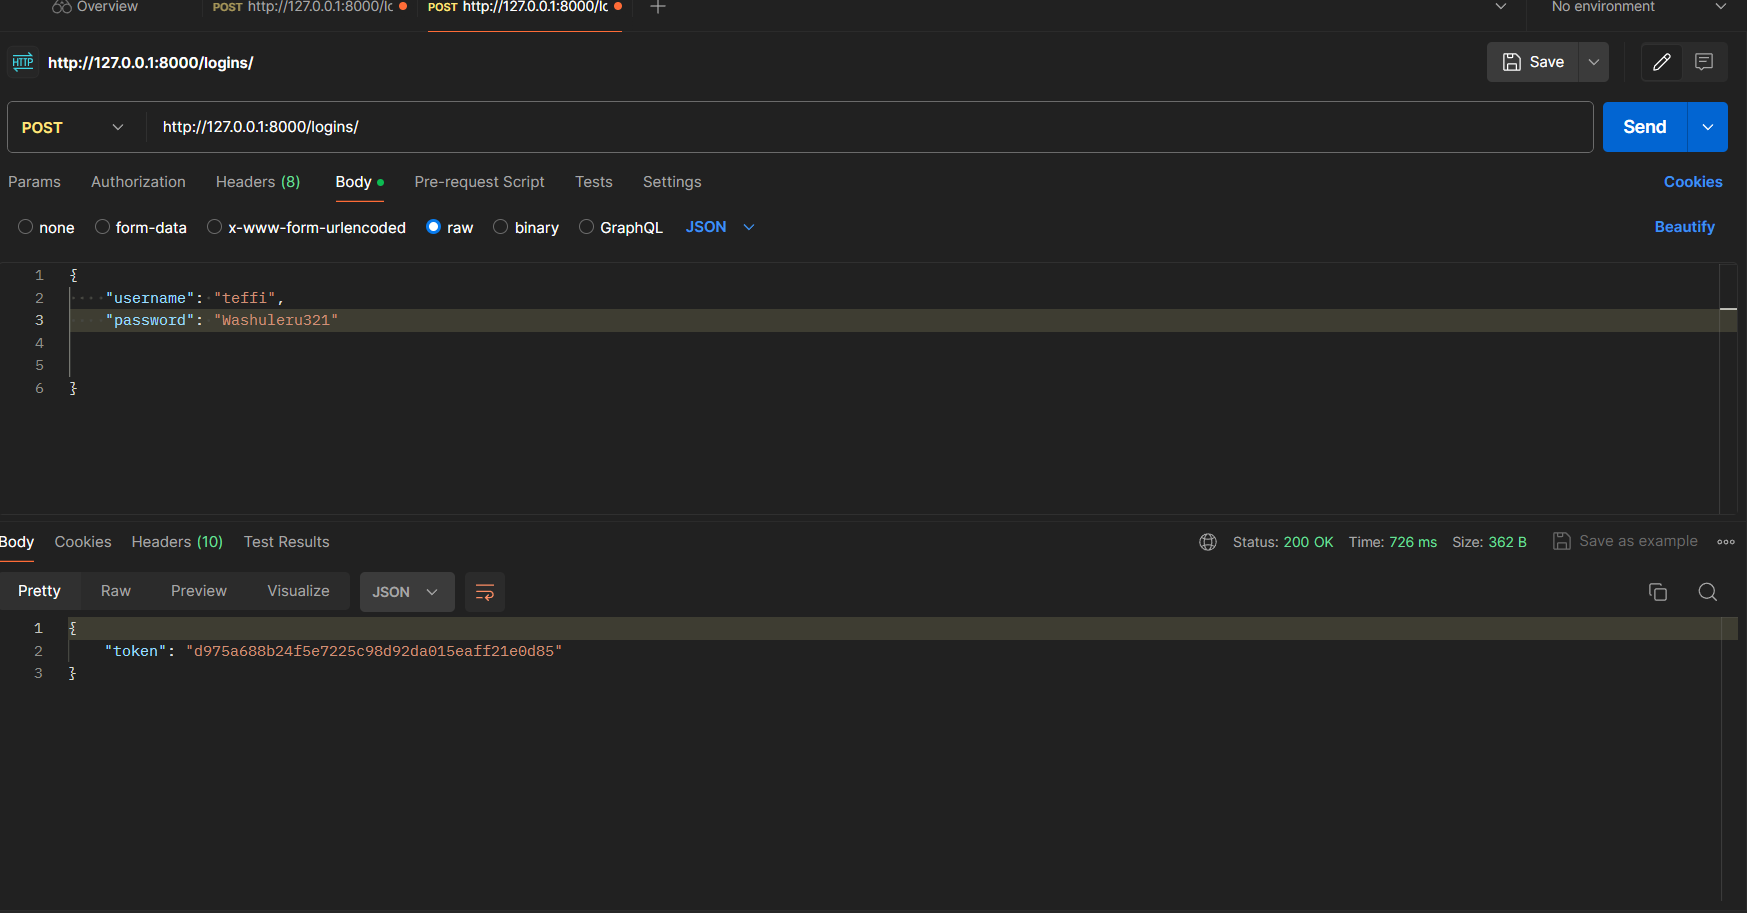 Overview POST http://127.0.0.1:8000/lc POST http://127.0.0.1:8000/lc No environment
HTTP http://127.0.0.1:8000/logins/ Save
POST http://127.0.0.1:8000/logins/ Send
Params Authorization Headers (8) Body Pre-request Script Tests Settings Cookies
none form-data x-www-form-urlencoded raw binary GraphQL JSON Beautify
1 {
2 "username": "teffi",
3 "password": "Washuleru321"
4
5
6 }
Body Cookies Headers (10) Test Results Status: 200 OK Time: 726 ms Size: 362 B Save as example
Pretty Raw Preview Visualize JSON
1 {
2 "token": "d975a688b24f5e7225c98d92da015eaff21e0d85"
3 }